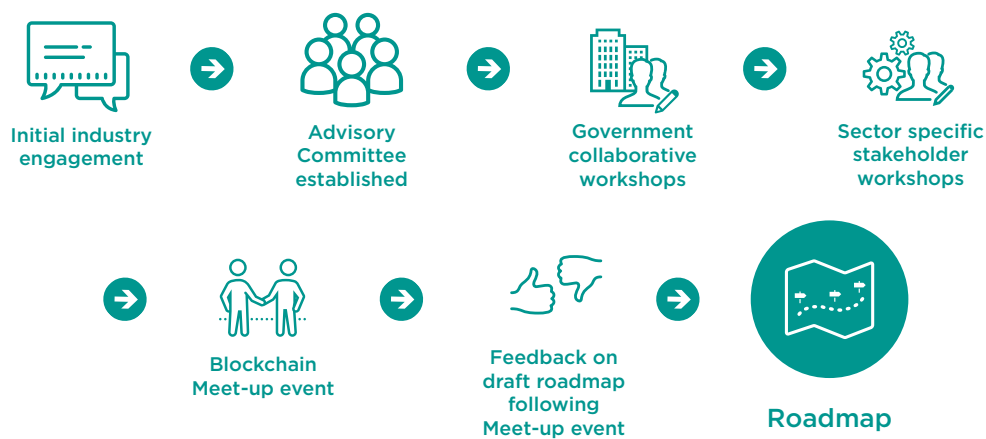 Initial industry
engagement
Advisory
Committee
established
Government
collaborative
workshops
Sector specific
stakeholder
workshops
Blockchain
Meet-up event
Feedback on
draft roadmap
following
Meet-up event
Roadmap